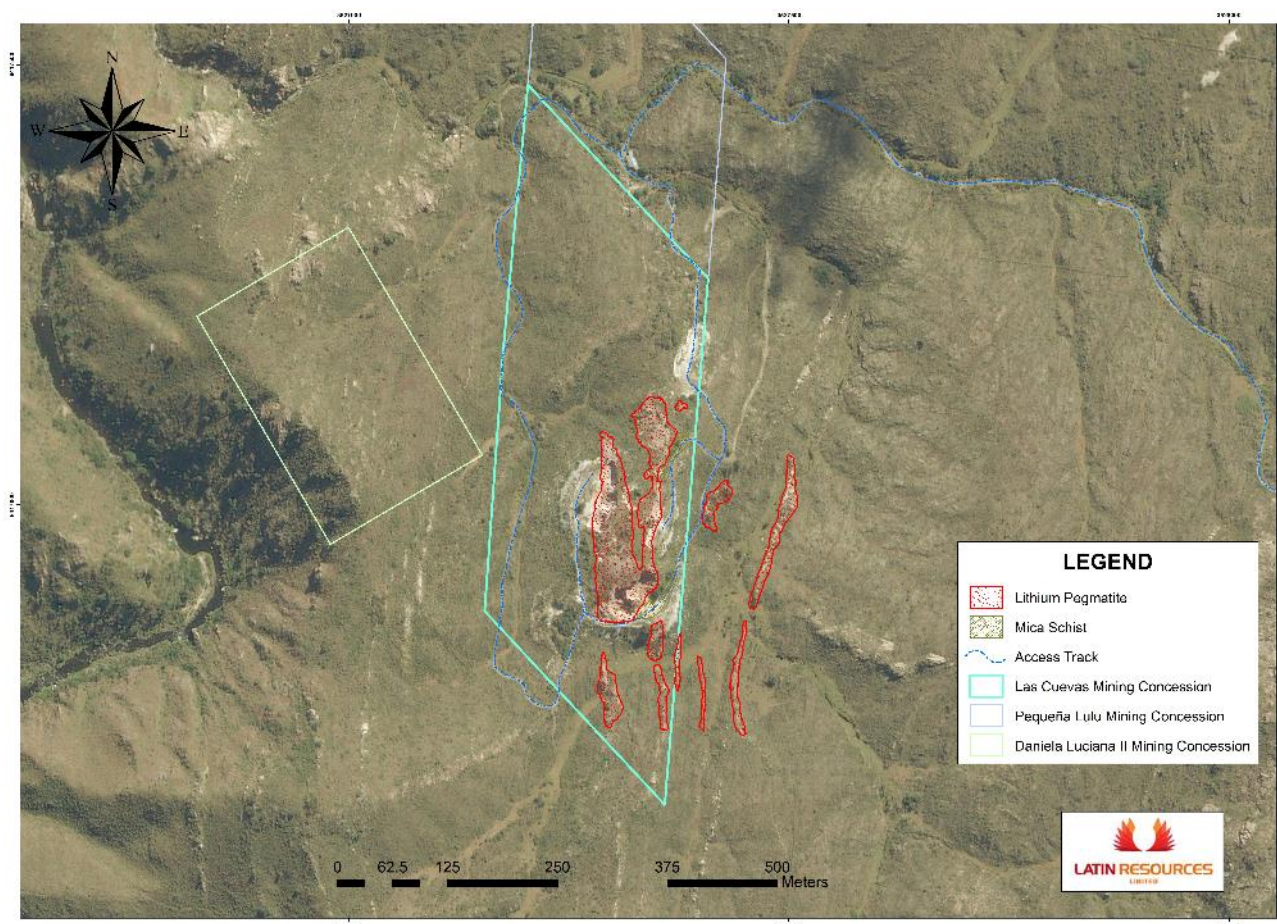 N
W
E
S
LEGEND
Lithium Pegmatite
Mica Schist
Access Track
Las Cuevas Mining Concession
Pequeña Lulu Mining Concession
Daniela Luciana II Mining Concession
0 62.5 125 250 375 500
Meters
LATIN RESOURCES
LIMITED